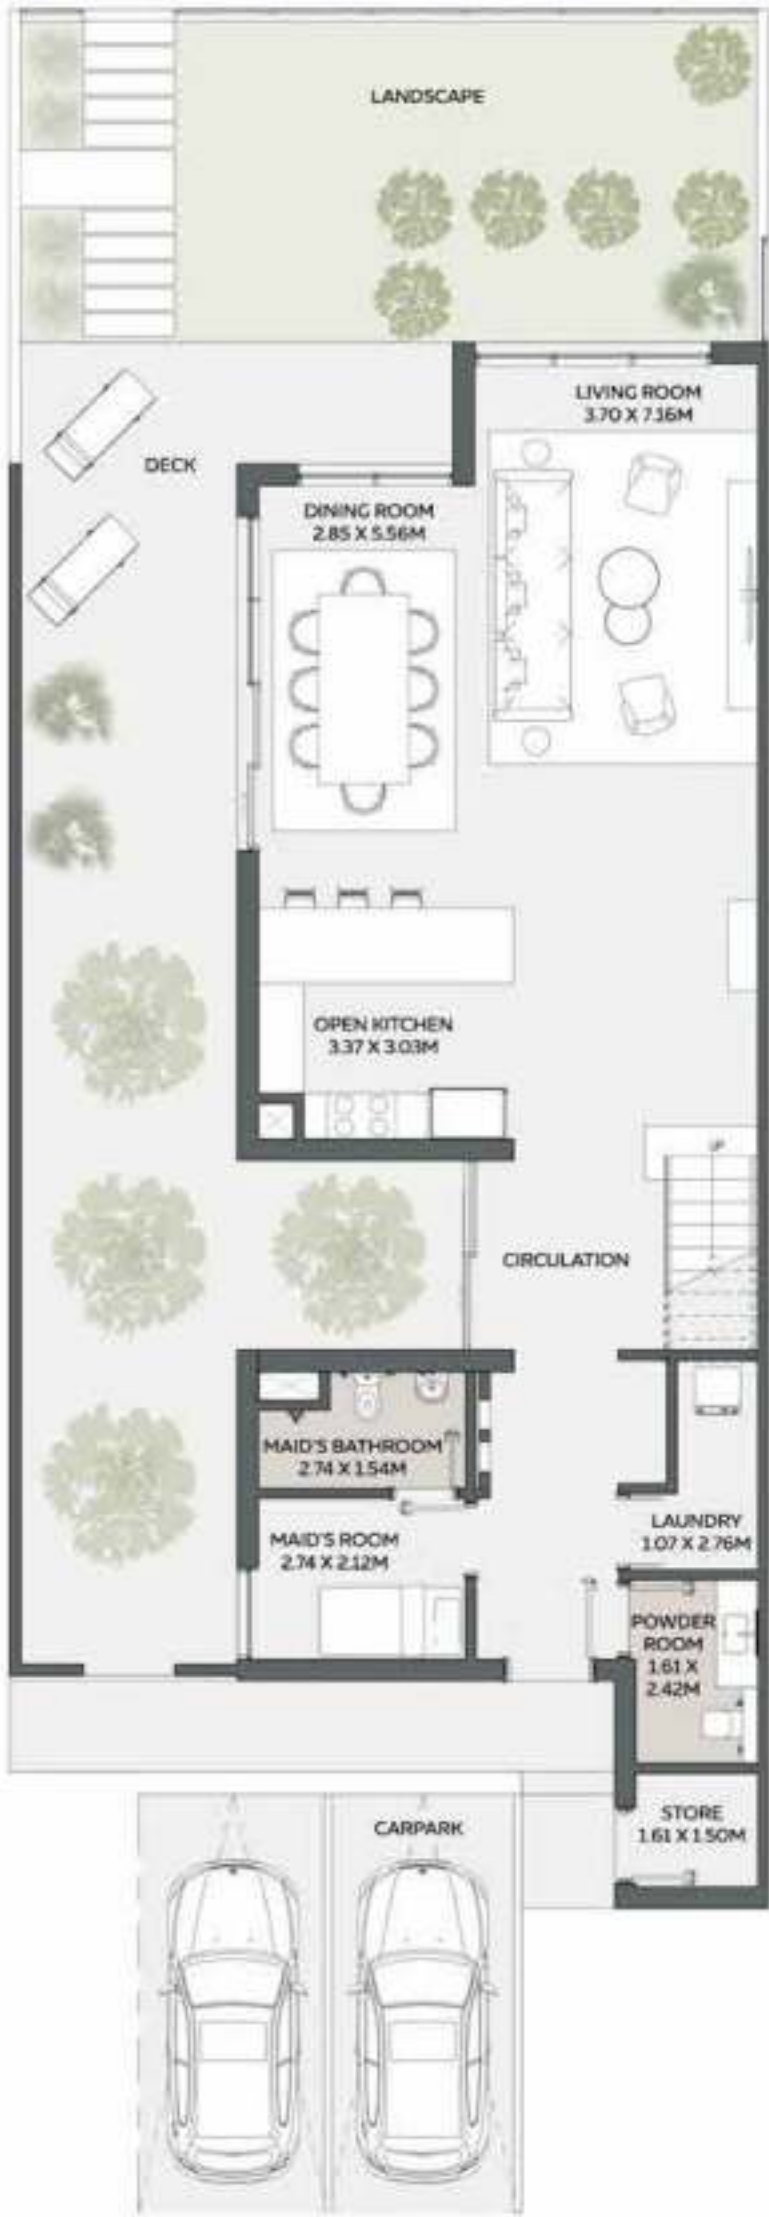 LANDSCAPE
LIVING ROOM
3.70 X 7.16M
DECK
DINING ROOM
2.85 X 5.56M
OPEN KITCHEN
3.37 X 3.03M
UP
CIRCULATION
MAID'S BATHROOM
2.74 X 1.54M
MAID'S ROOM
2.74 X 2.12M
LAUNDRY
1.07 X 2.76M
POWDER
ROOM
1.61 X
2.42M
STORE
1.61 X 1.50M
CARPARK